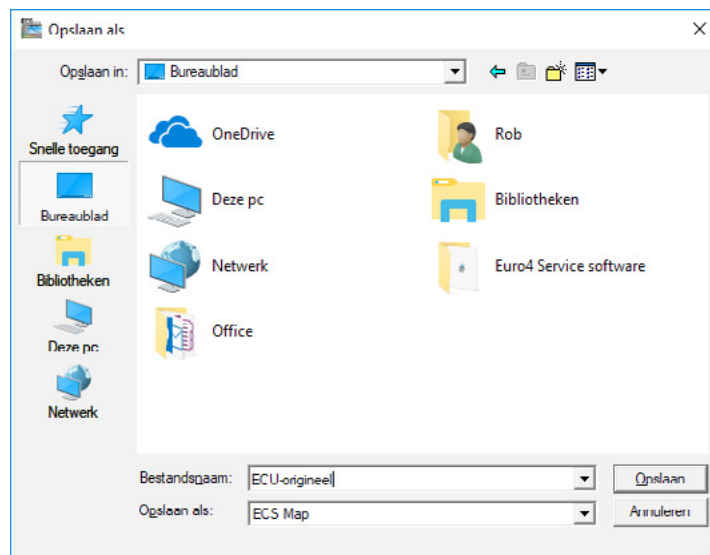 Opslaan als
Opslaan in: Bureaublad
Snelle toegang
Bureaublad
Bibliotheken
Deze pc
Netwerk
OneDrive
Rob
Deze pc
Bibliotheken
Netwerk
Euro4 Service software
Office
Bestandsnaam: ECU-origineel
Opslaan
Opslaan als: ECS Map
Annuleren